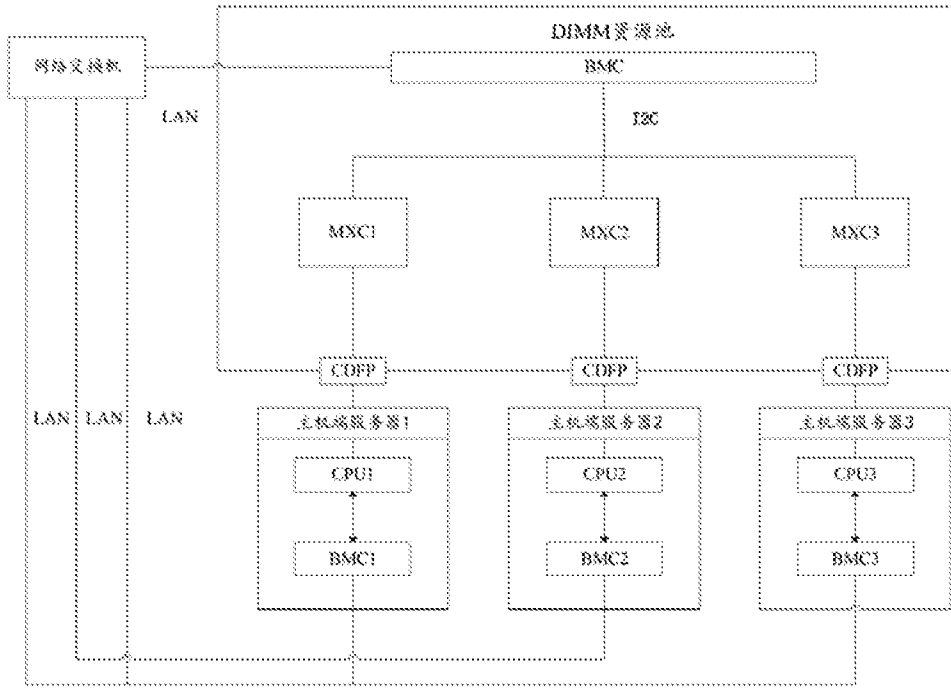 DIMM资源池
网络交换机
BMC
LAN
I2C
MXC1
MXC2
MXC3
CDFP
CDFP
CDFP
LAN
LAN
LAN
主机端服务器1
主机端服务器2
主机端服务器3
CPU1
CPU2
CPU3
BMC1
BMC2
BMC3